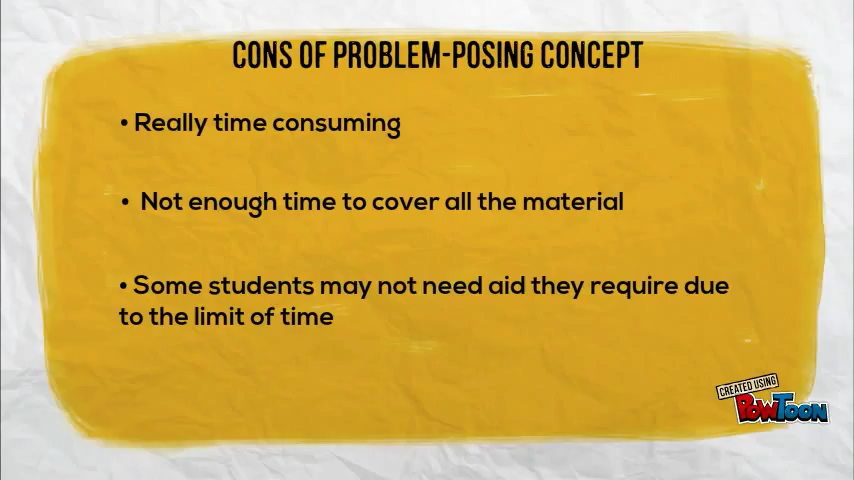 CONS OF PROBLEM-POSING CONCEPT
• Really time consuming
• Not enough time to cover all the material
• Some students may not need aid they require due
to the limit of time
CREATED USING
POWTOON